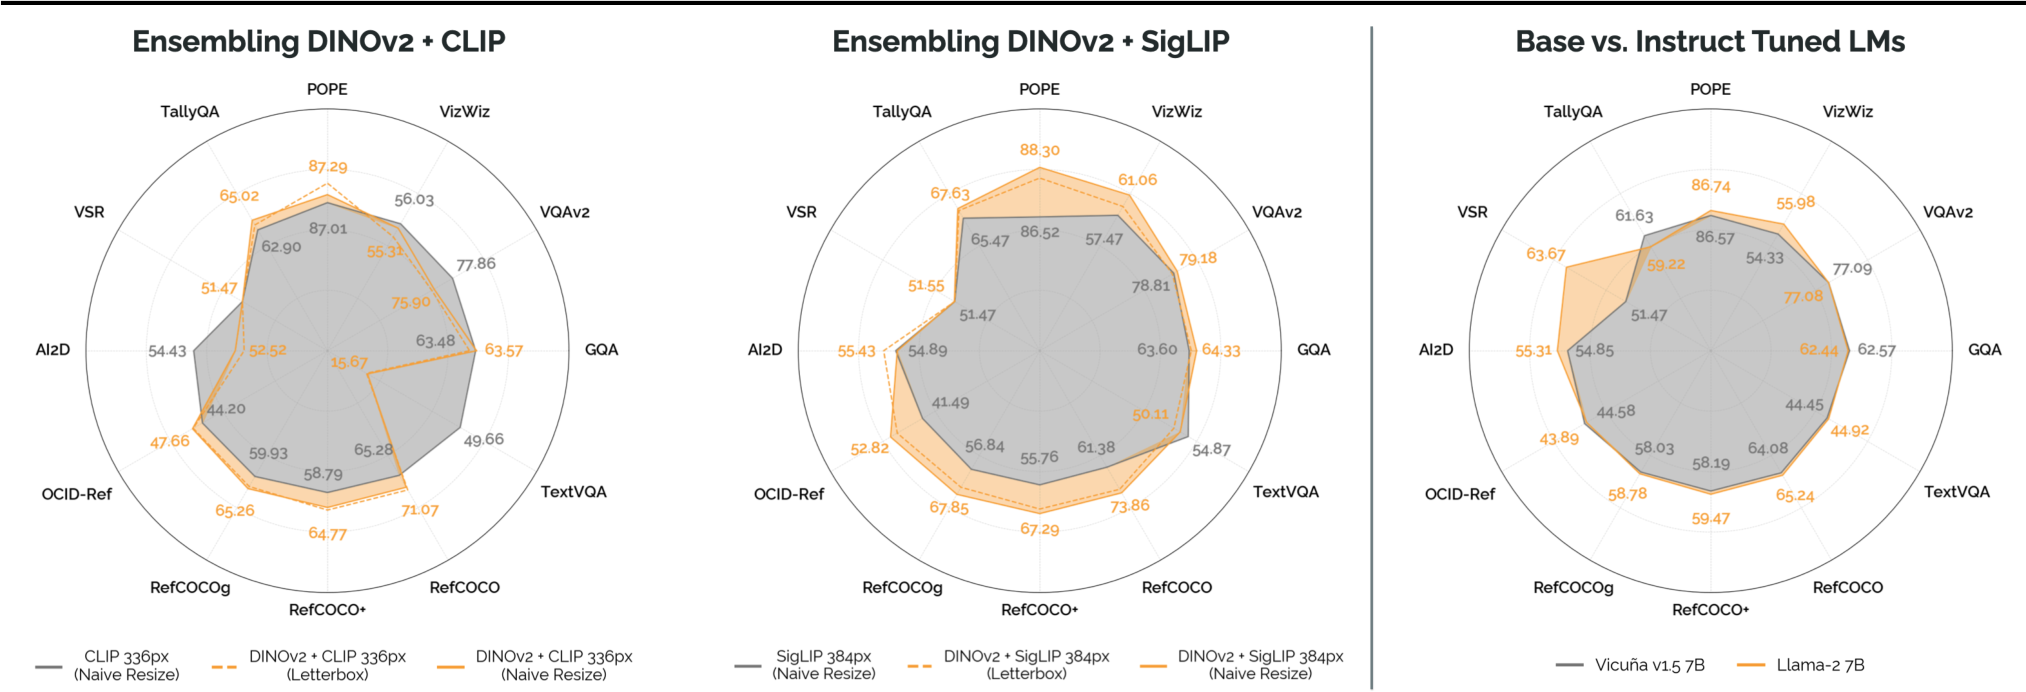 Ensembling DINOv2 + CLIP
POPE
TallyQA
VizWiz
87.29
65.02
56.03
VSR
VQAv2
87.01
62.90
55.31
77.86
51.47
75.90
AI2D
54.43
52.52
15.67
63.48
63.57
GQA
44.20
47.66
59.93
65.28
49.66
58.79
OCID-Ref
TextVQA
65.26
71.07
64.77
RefCOCOg
RefCOCO
RefCOCO+
CLIP 336px
(Naive Resize)
DINOv2 + CLIP 336px
(Letterbox)
DINOv2 + CLIP 336px
(Naive Resize)
Ensembling DINOv2 + SigLIP
POPE
TallyQA
VizWiz
88.30
67.63
61.06
VSR
VQAv2
65.47
86.52
57.47
79.18
51.55
78.81
51.47
AI2D
55.43
54.89
63.60
64.33
GQA
41.49
50.11
52.82
56.84
55.76
61.38
54.87
OCID-Ref
TextVQA
67.85
73.86
67.29
RefCOCOg
RefCOCO
RefCOCO+
SigLIP 384px
(Naive Resize)
DINOv2 + SigLIP 384px
(Letterbox)
DINOv2 + SigLIP 384px
(Naive Resize)
Base vs. Instruct Tuned LMs
POPE
TallyQA
VizWiz
86.74
61.63
55.98
VSR
VQAv2
63.67
86.57
59.22
54.33
77.09
77.08
51.47
AI2D
55.31
54.85
62.44
62.57
GQA
44.58
44.45
43.89
58.03
64.08
44.92
58.19
OCID-Ref
TextVQA
58.78
65.24
59.47
RefCOCOg
RefCOCO
RefCOCO+
Vicuña v1.5 7B
Llama-2 7B